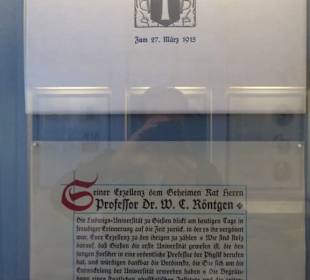 Zum 27. März 1915
Seiner Exzellenz dem Geheimen Rat Herrn
Professor Dr. W. C. Röntgen
Die Ludwigs-Universität zu Gießen blickt am heutigen Tage in
freudiger Erinnerung auf die Zeit zurück, in der es ihr vergönnt
war, Eure Exzellenz zu den ihrigen zu zählen Wir sind stolz
darauf, daß Gießen die erste Universität gewesen ist, die den
jungen Forscher in eine ordentliche Professur der Physik berufen
hat, und würdigen dankbar die Verdienste, die Sie sich um die
Entwickelung der Universität erworben haben Die Begrün-